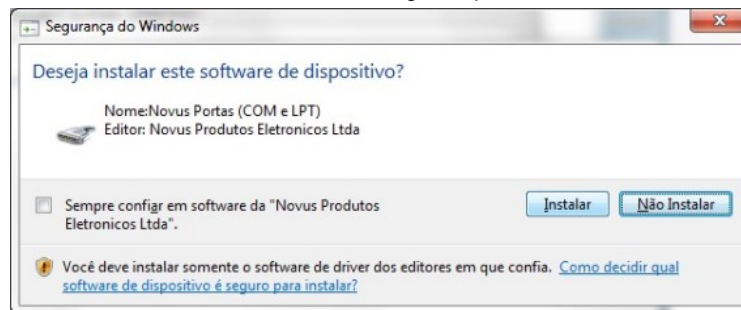 Segurança do Windows
Deseja instalar este software de dispositivo?
Nome:Novus Portas (COM e LPT)
Editor: Novus Produtos Eletronicos Ltda
Sempre confiar em software da "Novus Produtos
Eletronicos Ltda".
Instalar
Não Instalar
Você deve instalar somente o software de driver dos editores em que confia. Como decidir qual
software de dispositivo é seguro para instalar?